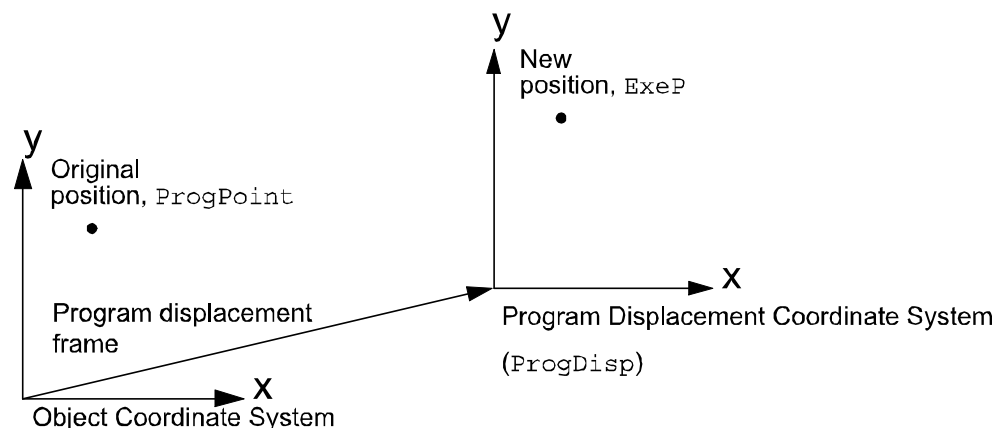 y
New
position, ExeP
y
Original
position, ProgPoint
x
Program displacement
frame
Program Displacement Coordinate System
(ProgDisp)
x
Object Coordinate System